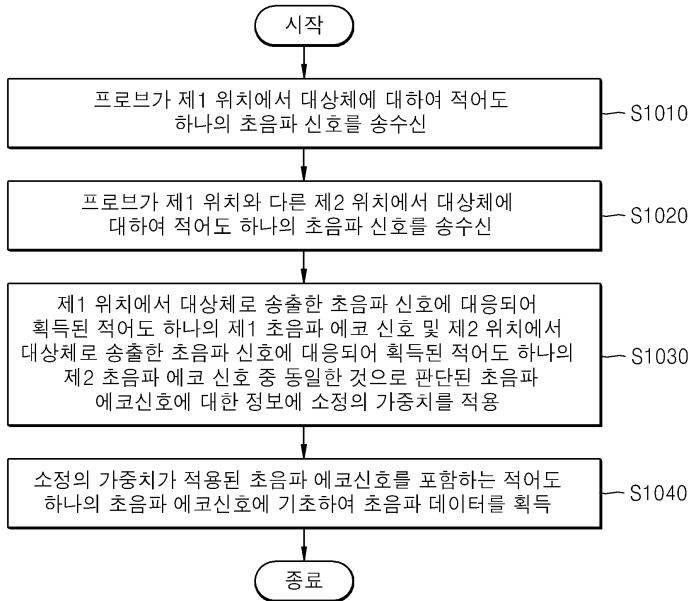 시작
프로브가 제1 위치에서 대상체에 대하여 적어도
하나의 초음파 신호를 송수신
S1010
프로브가 제1 위치와 다른 제2 위치에서 대상체에
대하여 적어도 하나의 초음파 신호를 송수신
S1020
제1 위치에서 대상체로 송출한 초음파 신호에 대응되어
획득된 적어도 하나의 제1 초음파 에코 신호 및 제2 위치에서
대상체로 송출한 초음파 신호에 대응되어 획득된 적어도 하나의
제2 초음파 에코 신호 중 동일한 것으로 판단된 초음파
에코신호에 대한 정보에 소정의 가중치를 적용
S1030
소정의 가중치가 적용된 초음파 에코신호를 포함하는 적어도
하나의 초음파 에코신호에 기초하여 초음파 데이터를 획득
S1040
종료